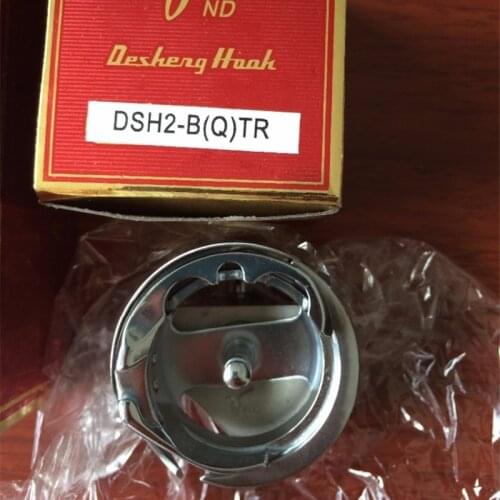 ND
Desheng Hook
DSH2-B(Q)TR